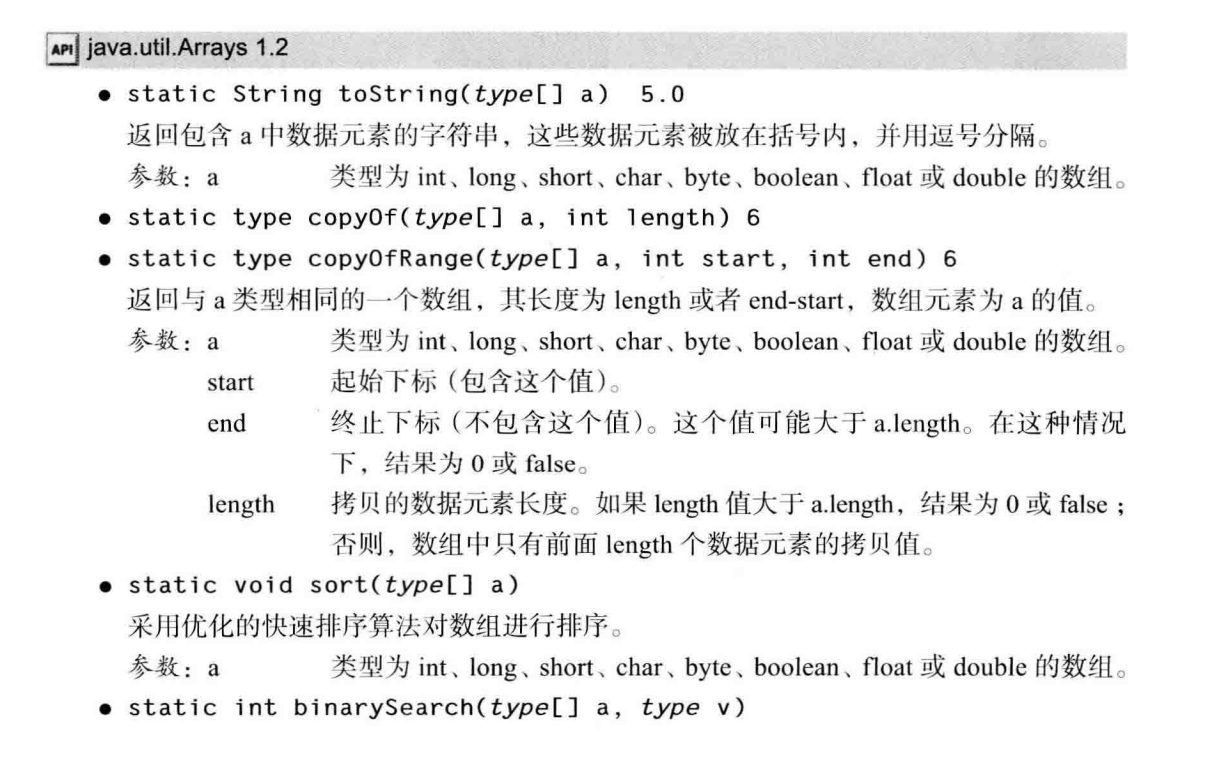 API java.util.Arrays 1.2
● static String toString(type[] a) 5.0
返回包含 a 中数据元素的字符串，这些数据元素被放在括号内，并用逗号分隔。
参数：a 类型为 int、long、short、char、byte、boolean、float 或 double 的数组。
● static type copyOf(type[] a, int length) 6
● static type copyOfRange(type[] a, int start, int end) 6
返回与 a 类型相同的一个数组，其长度为 length 或者 end-start，数组元素为 a 的值。
参数：a 类型为 int、long、short、char、byte、boolean、float 或 double 的数组。
start 起始下标（包含这个值）。
end 终止下标（不包含这个值）。这个值可能大于 a.length。在这种情况
下，结果为 0 或 false。
length 拷贝的数据元素长度。如果 length 值大于 a.length，结果为 0 或 false；
否则，数组中只有前面 length 个数据元素的拷贝值。
● static void sort(type[] a)
采用优化的快速排序算法对数组进行排序。
参数：a 类型为 int、long、short、char、byte、boolean、float 或 double 的数组。
● static int binarySearch(type[] a, type v)